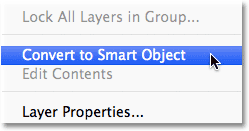 Lock All Layers in Group...
Convert to Smart Object
Edit Contents
Layer Properties...